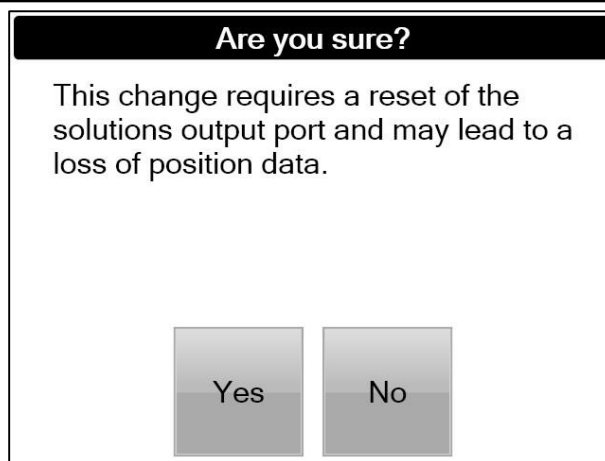 Are you sure?
This change requires a reset of the
solutions output port and may lead to a
loss of position data.
Yes
No